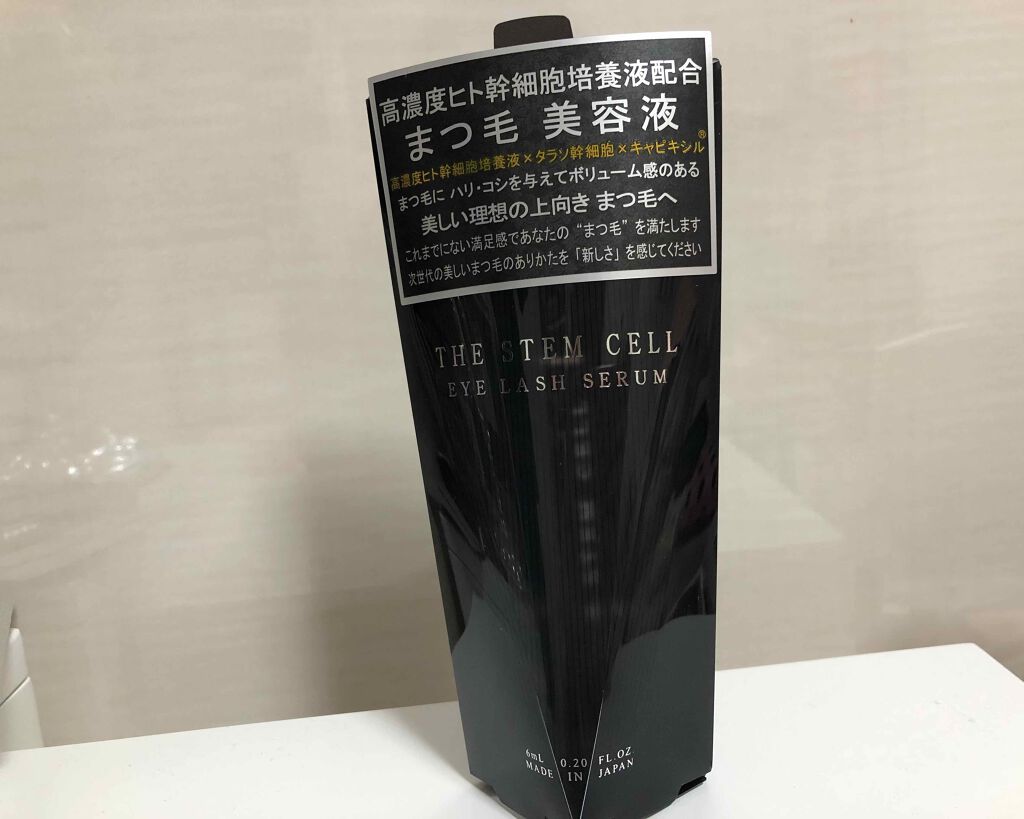 高濃度ヒト幹細胞培養液配合
まつ毛 美容液
高濃度ヒト幹細胞培養液×タラソ幹細胞×キャピキシル®
まつ毛に ハリ・コシを与えてボリューム感のある
美しい理想の上向き まつ毛へ
これまでにない満足感であなたの“まつ毛”を満たします
次世代の美しいまつ毛のありかたを「新しさ」を感じてください
THE STEM CELL
EYE LASH SERUM
6mL 0.20 FL.OZ.
MADE IN JAPAN